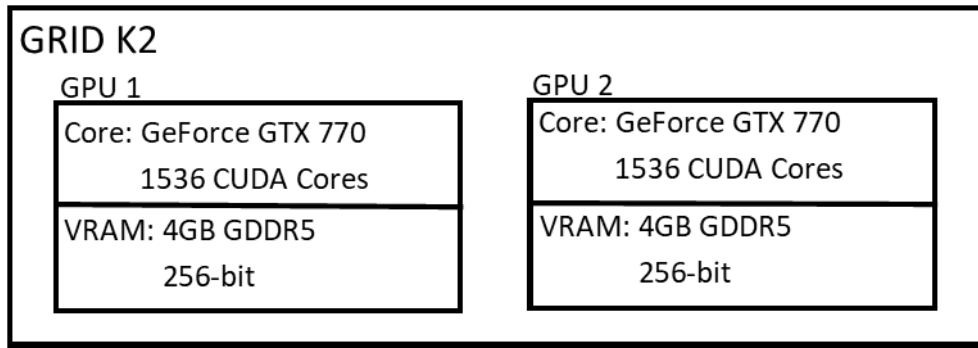 GRID K2
GPU 1
Core: GeForce GTX 770
1536 CUDA Cores
VRAM: 4GB GDDR5
256-bit
GPU 2
Core: GeForce GTX 770
1536 CUDA Cores
VRAM: 4GB GDDR5
256-bit